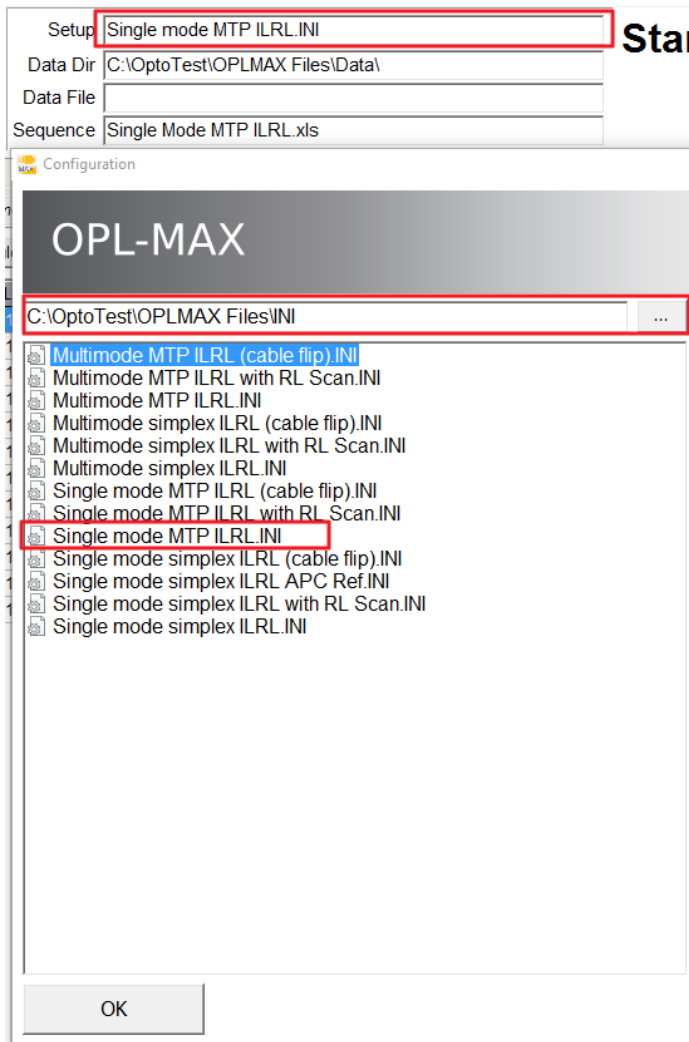 Setup Single mode MTP ILRL.INI
Star
Data Dir C:\OptoTest\OPLMAX Files\Data\
Data File
Sequence Single Mode MTP ILRL.xls
MAX Configuration
OPL-MAX
C:\OptoTest\OPLMAX Files\INI ...
Multimode MTP ILRL (cable flip).INI
Multimode MTP ILRL with RL Scan.INI
Multimode MTP ILRL.INI
Multimode simplex ILRL (cable flip).INI
Multimode simplex ILRL with RL Scan.INI
Multimode simplex ILRL.INI
Single mode MTP ILRL (cable flip).INI
Single mode MTP ILRL with RL Scan.INI
Single mode MTP ILRL.INI
Single mode simplex ILRL (cable flip).INI
Single mode simplex ILRL APC Ref.INI
Single mode simplex ILRL with RL Scan.INI
Single mode simplex ILRL.INI
OK